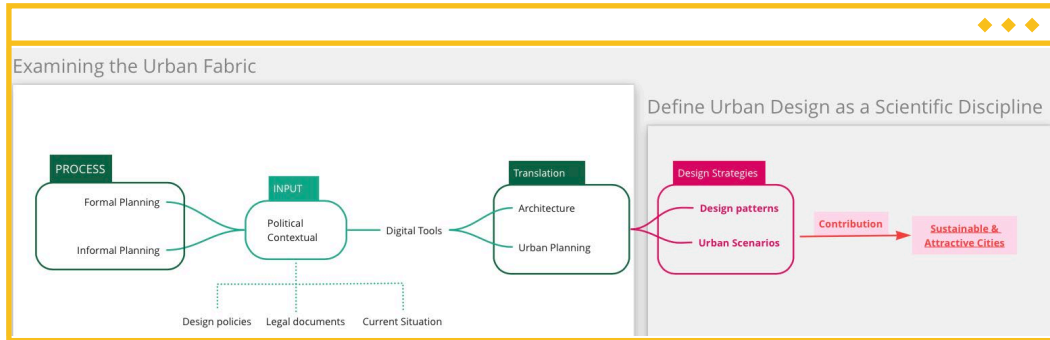 Examining the Urban Fabric
Define Urban Design as a Scientific Discipline
PROCESS
Formal Planning
Informal Planning
INPUT
Political
Contextual
Design policies
Legal documents
Current Situation
Digital Tools
Translation
Architecture
Urban Planning
Design Strategies
Design patterns
Urban Scenarios
Contribution
Sustainable &
Attractive Cities